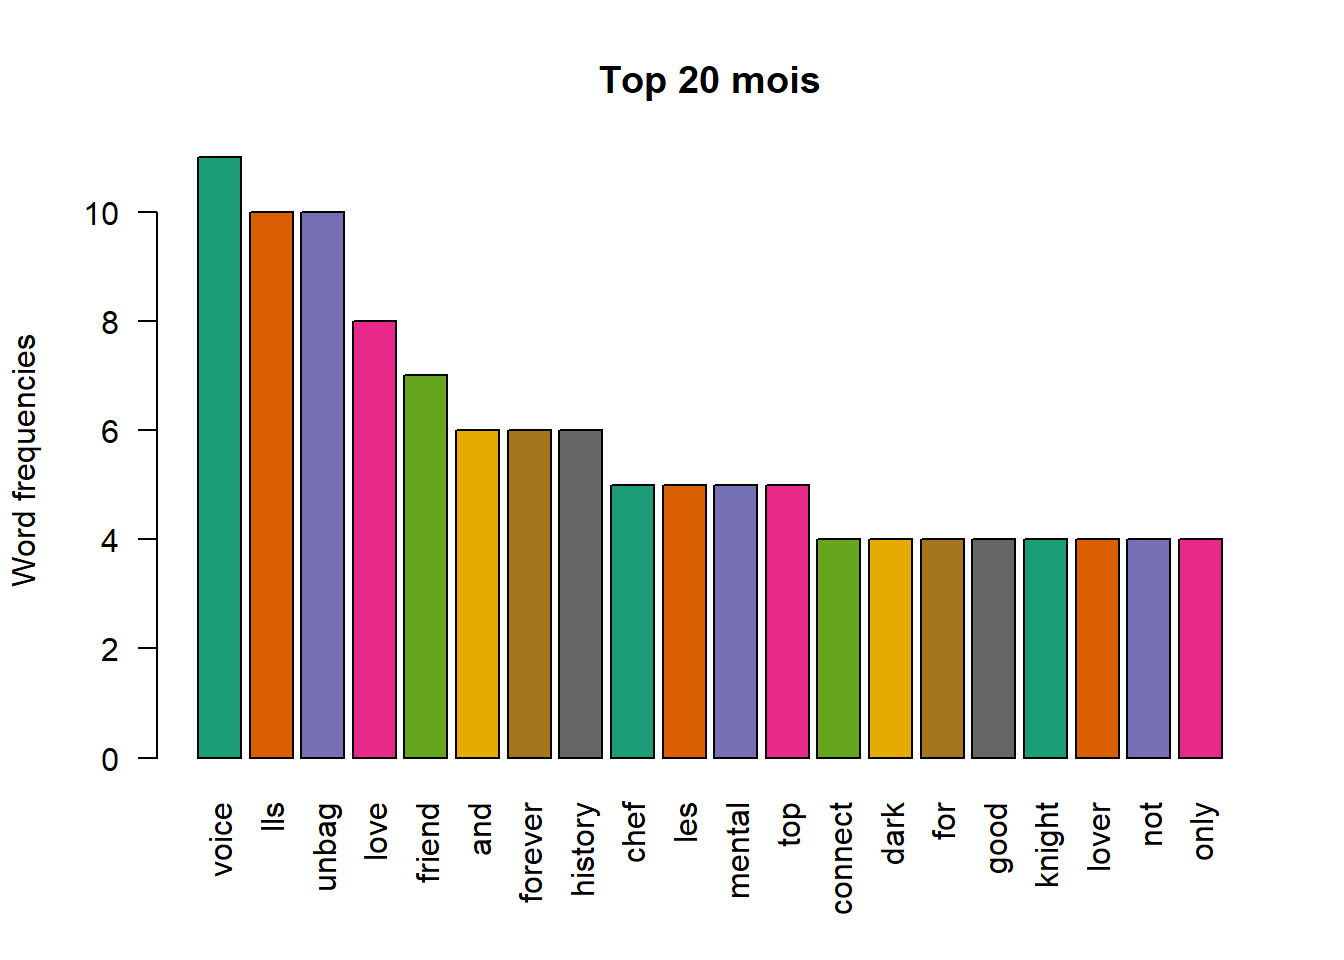 Top 20 mois
Word frequencies
10
8
6
4
2
0
voice
lls
unbag
love
friend
and
forever
history
chef
les
mental
top
connect
dark
for
good
knight
lover
not
only